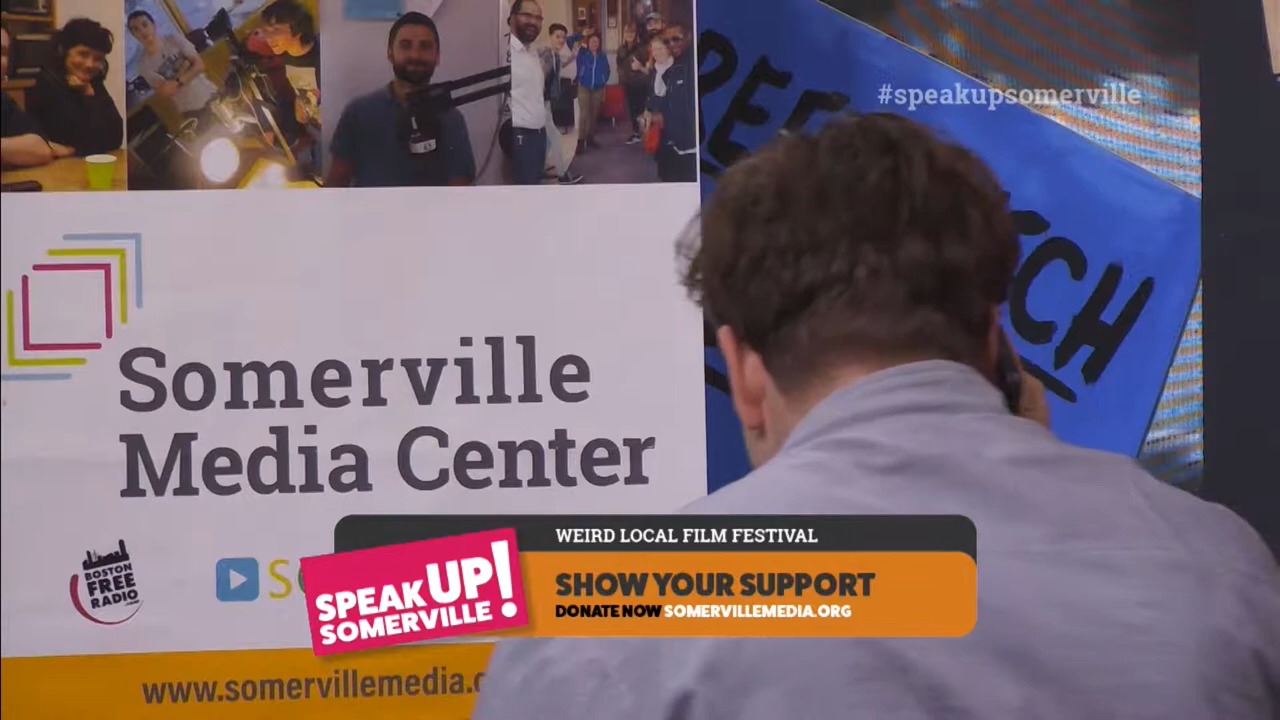 #speakupsomerville
Somerville
Media Center
BOSTON
FREE
RADIO
WEIRD LOCAL FILM FESTIVAL
SPEAK UP!
SOMERVILLE
SHOW YOUR SUPPORT
DONATE NOW SOMERVILLEMEDIA.ORG
www.somervillemedia.